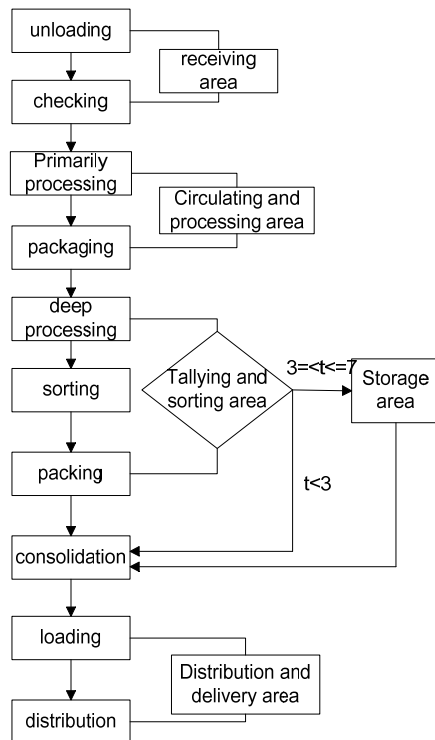 unloading
receiving
area
checking
Primarily
processing
Circulating and
processing area
packaging
deep
processing
3=<t<=7
Tallying and
sorting area
Storage
area
sorting
packing
t<3
consolidation
loading
Distribution and
delivery area
distribution